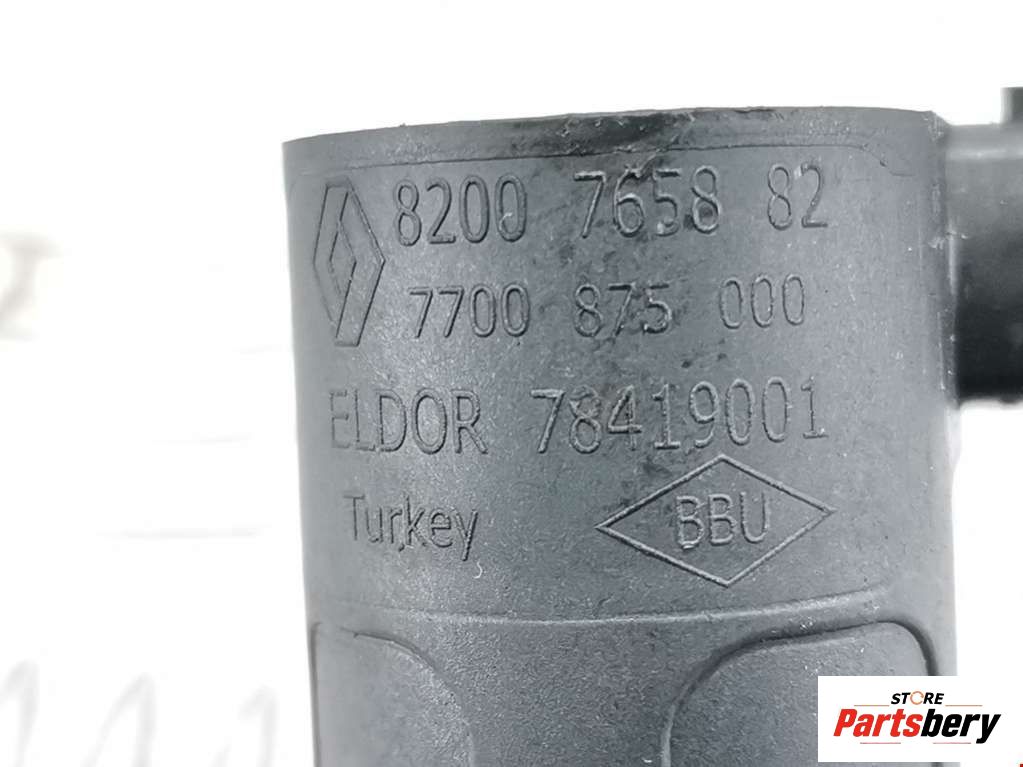 8200 7658 82
7700 875 000
ELDOR 78419001
Turkey
BBU
STORE
Partsbery